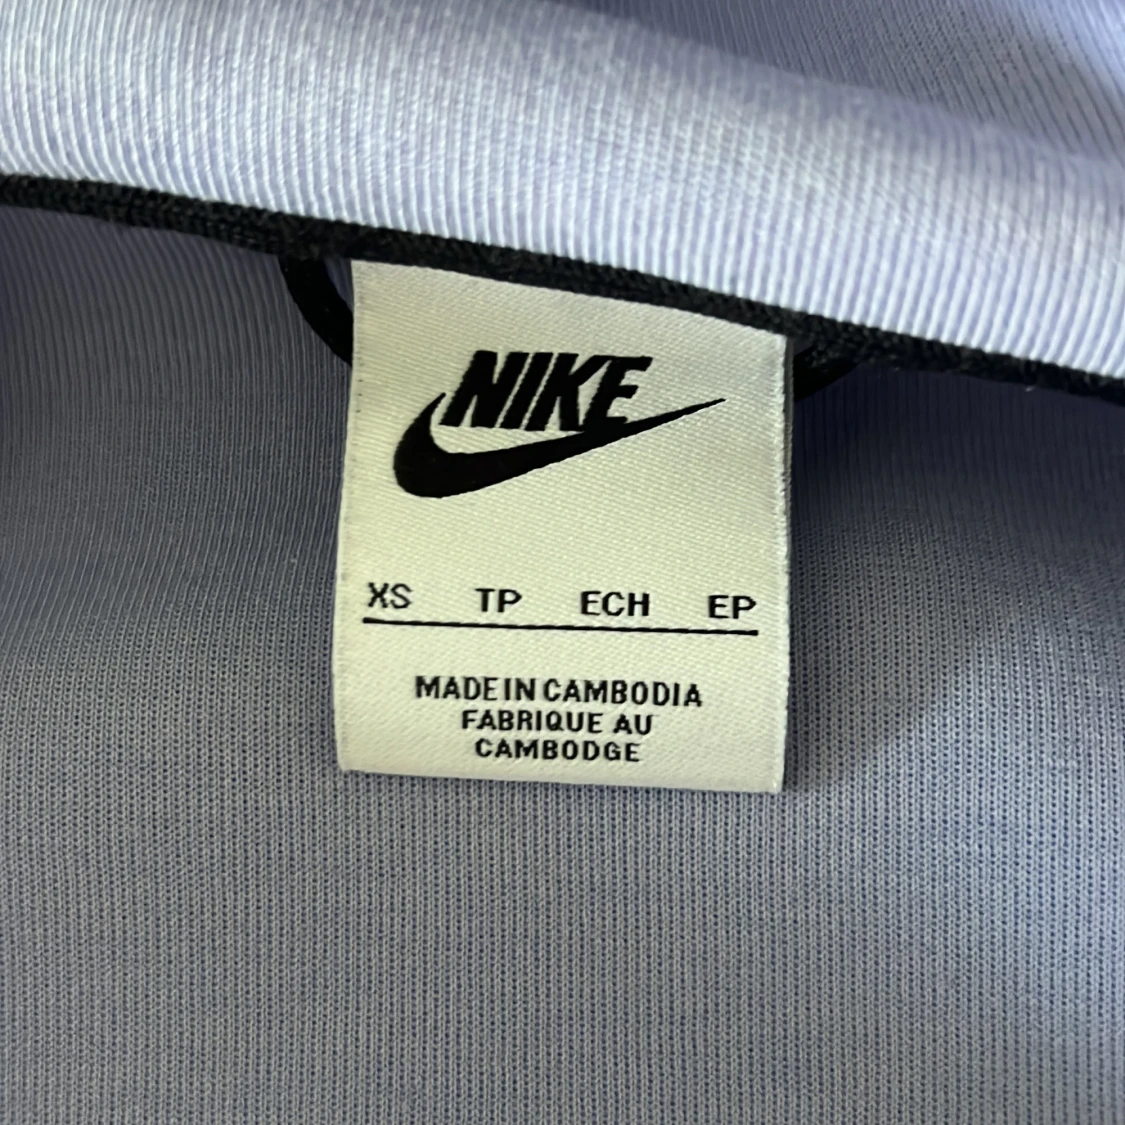 NIKE
XS TP ECH EP
MADE IN CAMBODIA
FABRIQUE AU
CAMBODGE